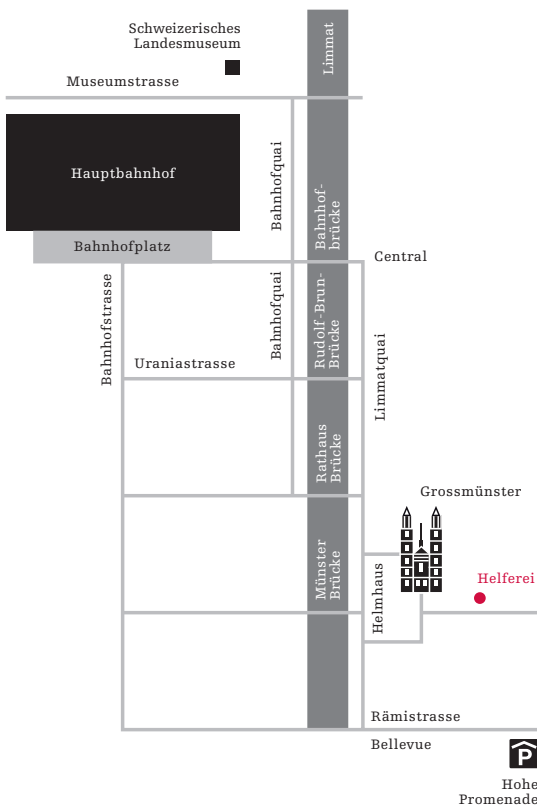 Schweizerisches
Landesmuseum
Limmat
Museumstrasse
Hauptbahnhof
Bahnhofquai
Bahnhof-
brücke
Bahnhofplatz
Central
Bahnhofstrasse
Bahnhofquai
Rudolf-Brun-
Brücke
Limmatquai
Uraniastrasse
Rathaus
Brücke
Grossmünster
Münster
Brücke
Helmhaus
Helferei
Rämistrasse
Bellevue
P
Hohe
Promenade